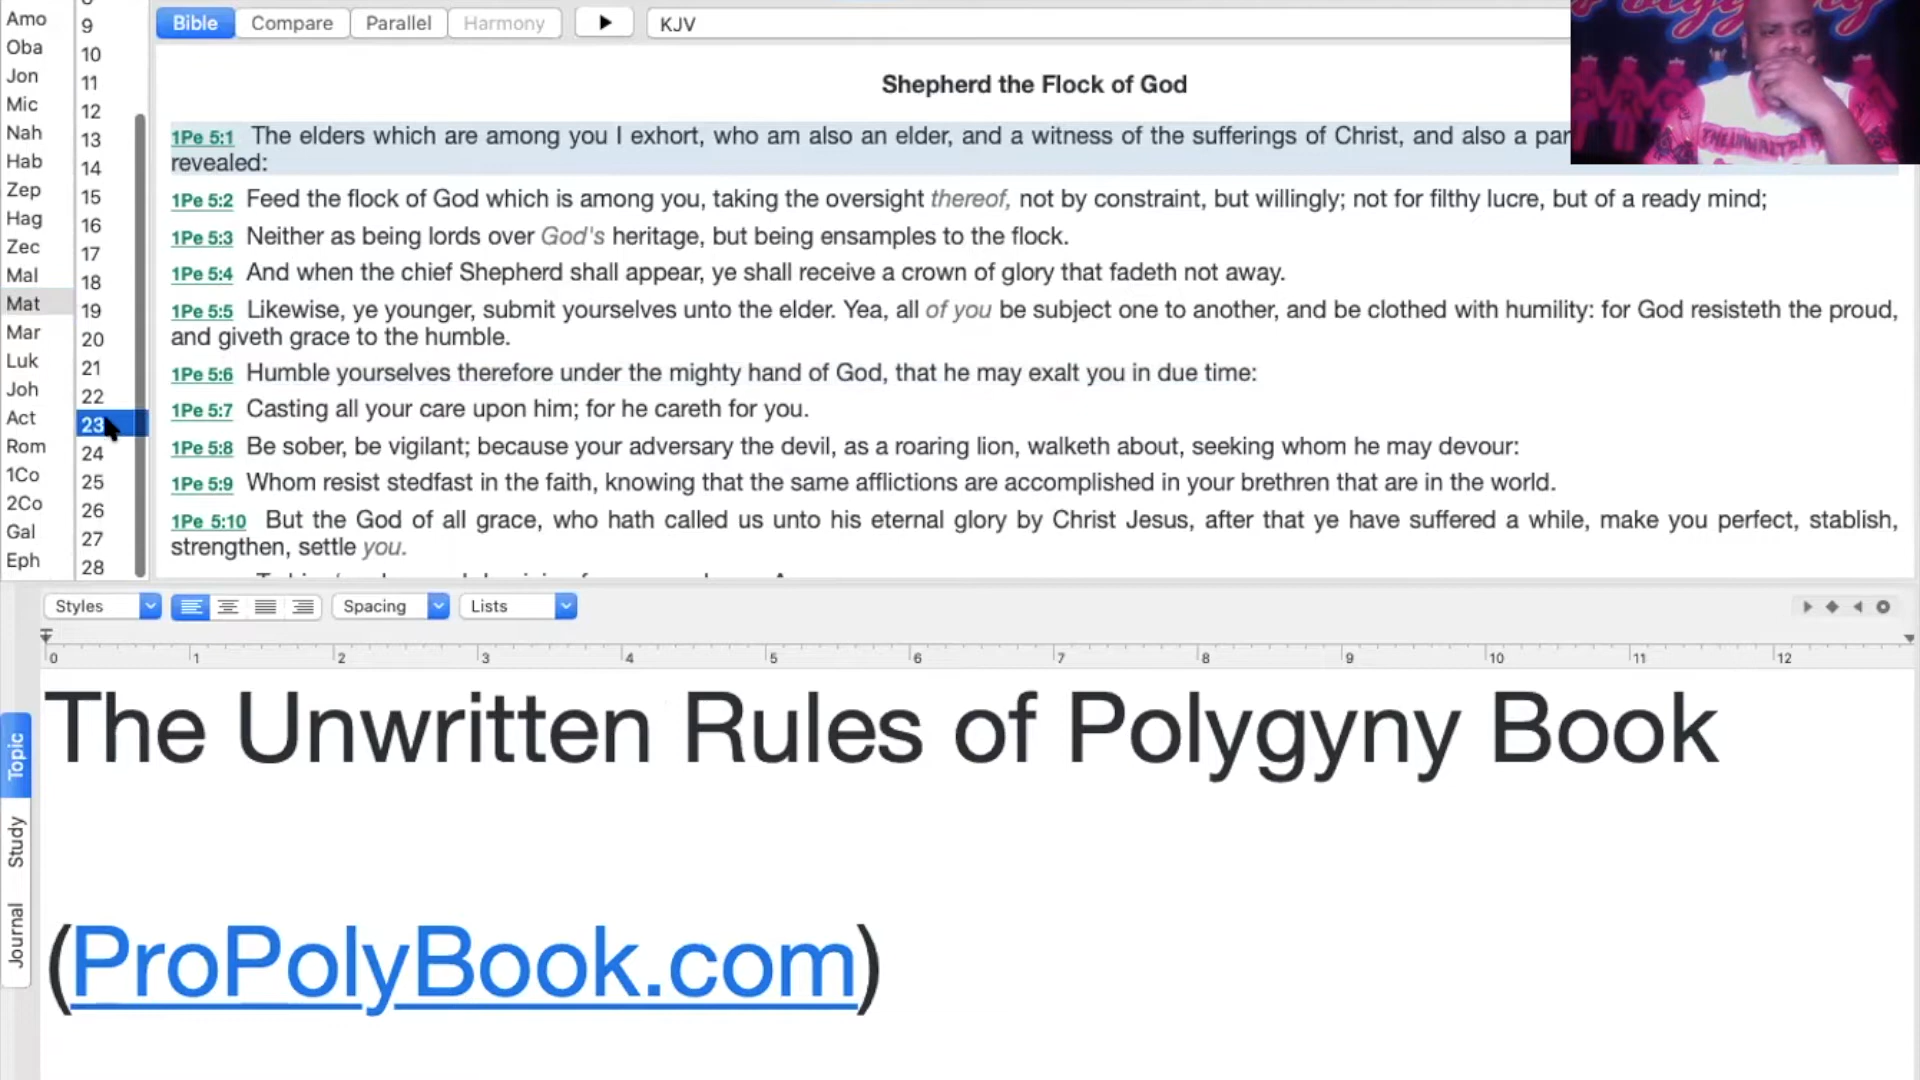 Amo
Oba
Jon
Mic
Nah
Hab
Zep
Hag
Zec
Mal
Mat
Mar
Luk
Joh
Act
Rom
1Co
2Co
Gal
Eph
9
10
11
12
13
14
15
16
17
18
19
20
21
22
23
24
25
26
27
28
Bible Compare Parallel Harmony KJV
Shepherd the Flock of God
1Pe 5:1 The elders which are among you I exhort, who am also an elder, and a witness of the sufferings of Christ, and also a par
revealed:
1Pe 5:2 Feed the flock of God which is among you, taking the oversight thereof, not by constraint, but willingly; not for filthy lucre, but of a ready mind;
1Pe 5:3 Neither as being lords over God's heritage, but being ensamples to the flock.
1Pe 5:4 And when the chief Shepherd shall appear, ye shall receive a crown of glory that fadeth not away.
1Pe 5:5 Likewise, ye younger, submit yourselves unto the elder. Yea, all of you be subject one to another, and be clothed with humility: for God resisteth the proud,
and giveth grace to the humble.
1Pe 5:6 Humble yourselves therefore under the mighty hand of God, that he may exalt you in due time:
1Pe 5:7 Casting all your care upon him; for he careth for you.
1Pe 5:8 Be sober, be vigilant; because your adversary the devil, as a roaring lion, walketh about, seeking whom he may devour:
1Pe 5:9 Whom resist stedfast in the faith, knowing that the same afflictions are accomplished in your brethren that are in the world.
1Pe 5:10 But the God of all grace, who hath called us unto his eternal glory by Christ Jesus, after that ye have suffered a while, make you perfect, stablish,
strengthen, settle you.
Styles Spacing Lists
0 1 2 3 4 5 6 7 8 9 10 11 12
Topic
Study
Journal
The Unwritten Rules of Polygyny Book
(ProPolyBook.com)